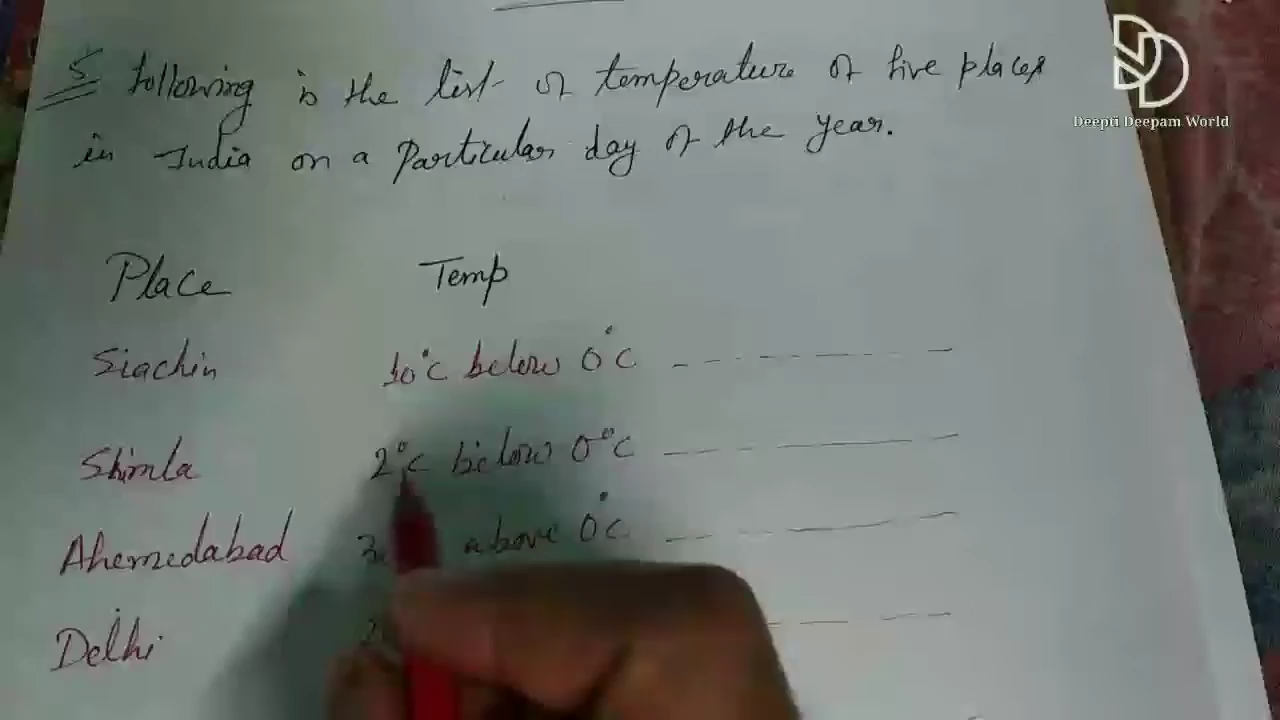 5 following is the list of temperature of five places
in India on a Particular day of the year.
Deepti Deepam World
Place Temp
Siachin 10°C below 0°C
Shimla 2°C below 0°C
Ahemedabad above 0°C
Delhi